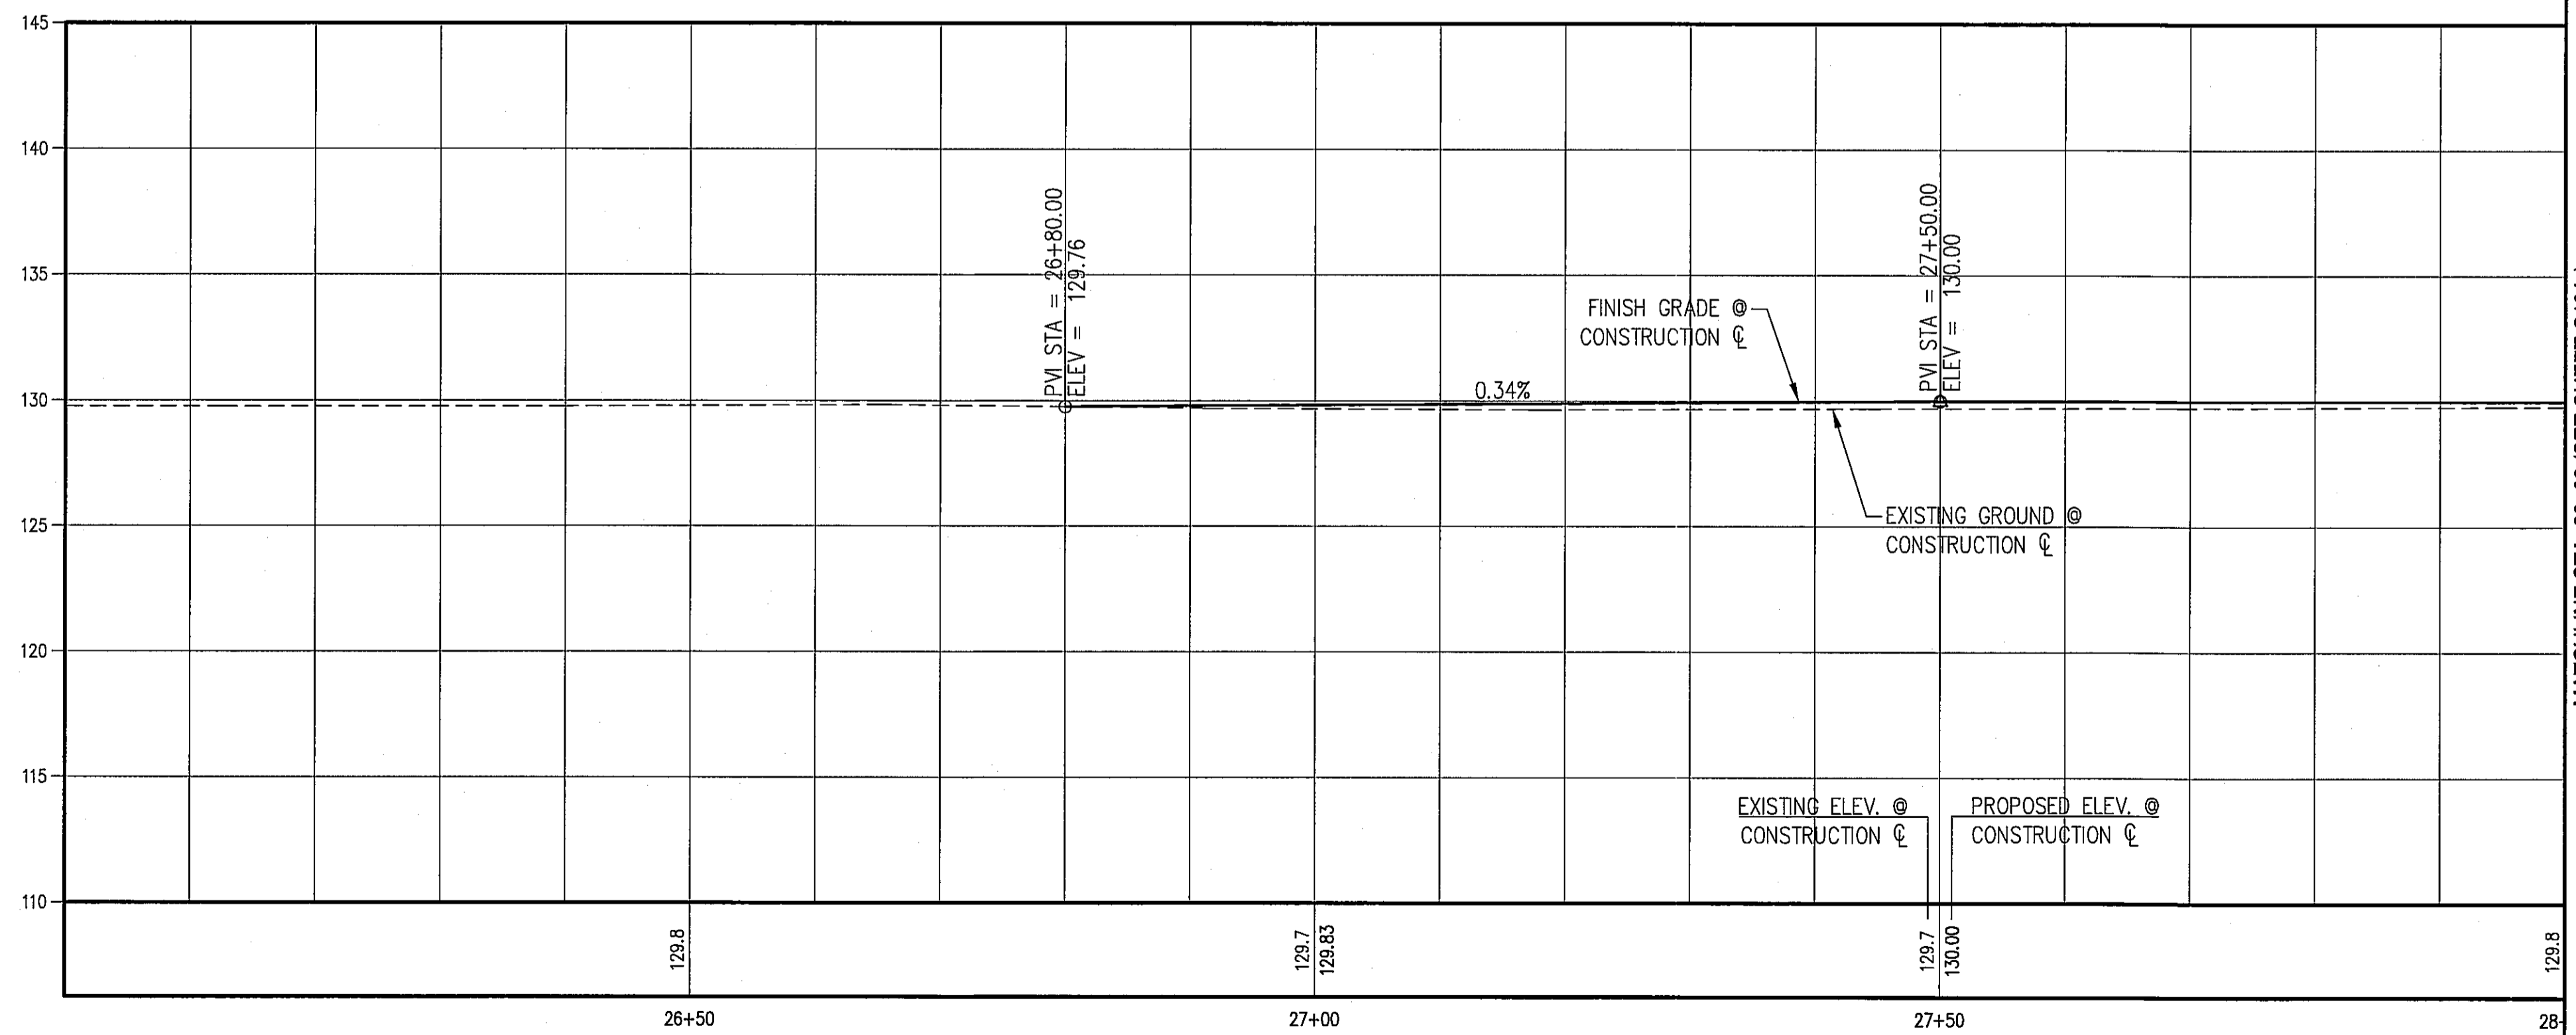 145
140
135
130
125
120
115
110
PVI STA = 26+80.00
ELEV = 129.76
0.34%
FINISH GRADE @
CONSTRUCTION ℄
PVI STA = 27+50.00
ELEV = 130.00
EXISTING GROUND @
CONSTRUCTION ℄
EXISTING ELEV. @
CONSTRUCTION ℄
PROPOSED ELEV. @
CONSTRUCTION ℄
129.8
129.7
129.83
129.7
130.00
129.8
26+50
27+00
27+50
28